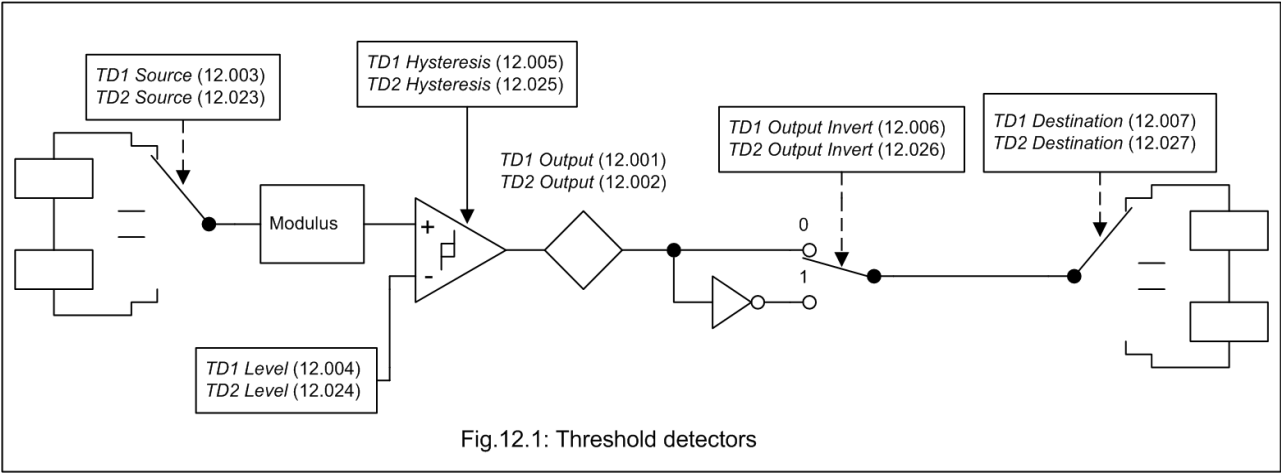 TD1 Source (12.003)
TD2 Source (12.023)
TD1 Hysteresis (12.005)
TD2 Hysteresis (12.025)
TD1 Output (12.001)
TD2 Output (12.002)
TD1 Output Invert (12.006)
TD2 Output Invert (12.026)
TD1 Destination (12.007)
TD2 Destination (12.027)
Modulus
+
-
0
1
TD1 Level (12.004)
TD2 Level (12.024)
Fig.12.1: Threshold detectors